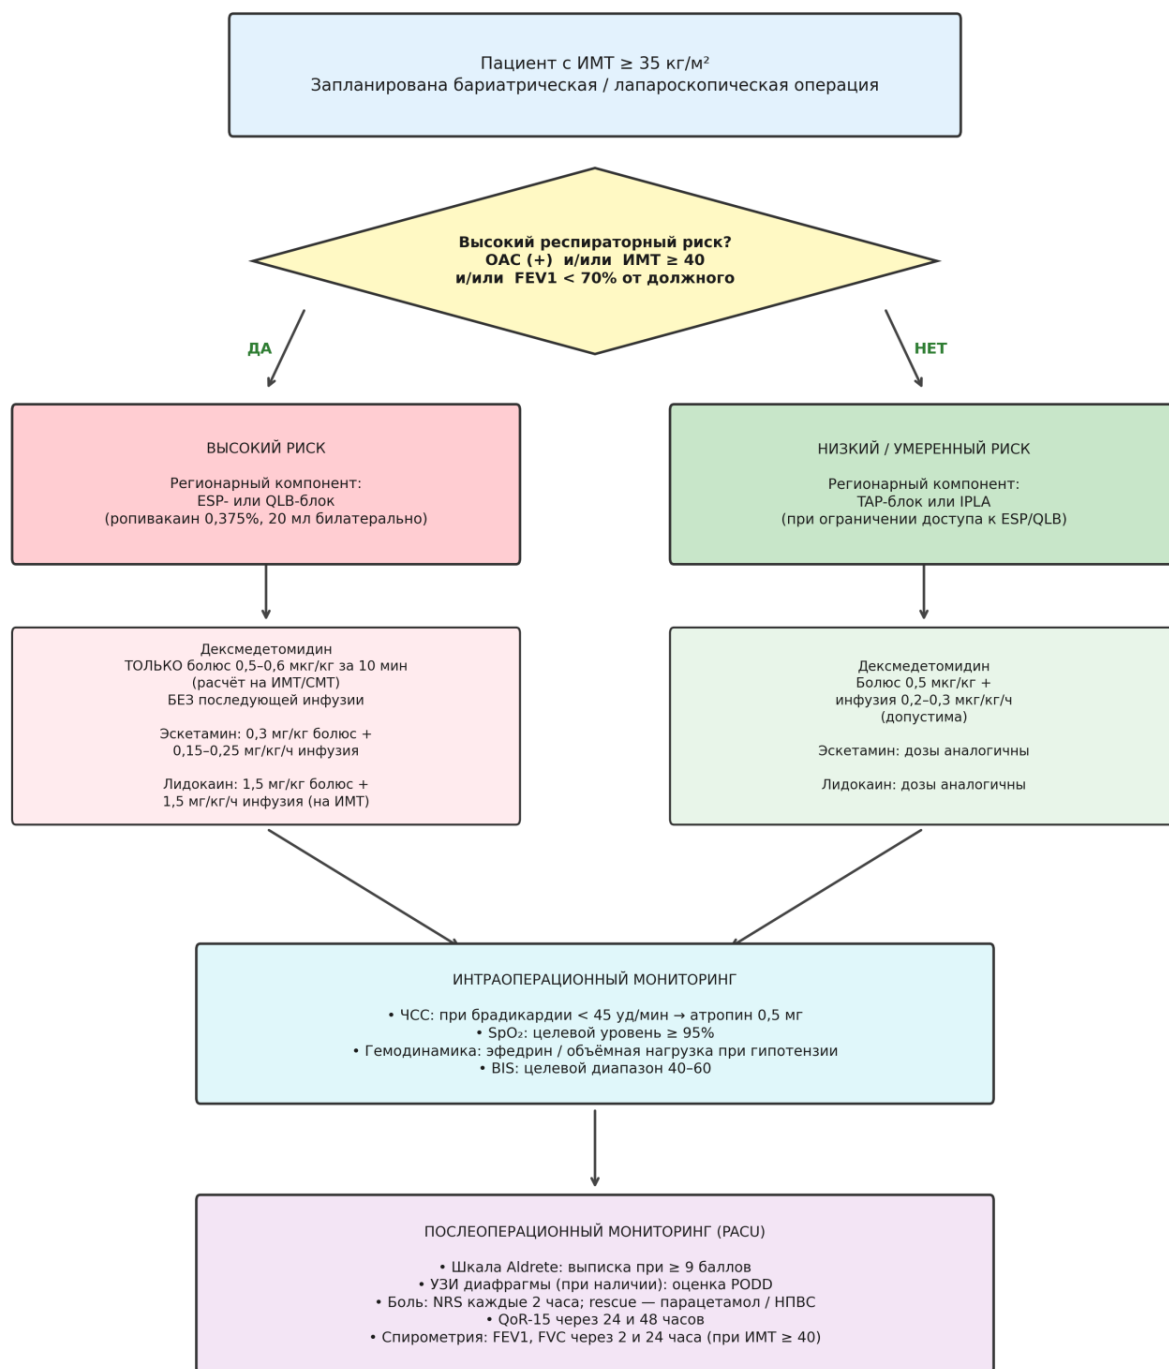 Пациент с ИМТ ≥ 35 кг/м²
Запланирована бариатрическая / лапароскопическая операция
Высокий респираторный риск?
ОАС (+)  и/или  ИМТ ≥ 40
и/или  FEV1 < 70% от должного
ДА
НЕТ
ВЫСОКИЙ РИСК
Регионарный компонент:
ESP- или QLB-блок
(ропивакаин 0,375%, 20 мл билатерально)
НИЗКИЙ / УМЕРЕННЫЙ РИСК
Регионарный компонент:
TAP-блок или IPLA
(при ограничении доступа к ESP/QLB)
Дексмедетомидин
ТОЛЬКО болюс 0,5–0,6 мкг/кг за 10 мин
(расчёт на ИМТ/СМТ)
БЕЗ последующей инфузии
Эскетамин: 0,3 мг/кг болюс +
0,15–0,25 мг/кг/ч инфузия
Лидокаин: 1,5 мг/кг болюс +
1,5 мг/кг/ч инфузия (на ИМТ)
Дексмедетомидин
Болюс 0,5 мкг/кг +
инфузия 0,2–0,3 мкг/кг/ч
(допустима)
Эскетамин: дозы аналогичны
Лидокаин: дозы аналогичны
ИНТРАОПЕРАЦИОННЫЙ МОНИТОРИНГ
• ЧСС: при брадикардии < 45 уд/мин → атропин 0,5 мг
• SpO₂: целевой уровень ≥ 95%
• Гемодинамика: эфедрин / объёмная нагрузка при гипотензии
• BIS: целевой диапазон 40–60
ПОСЛЕОПЕРАЦИОННЫЙ МОНИТОРИНГ (PACU)
• Шкала Aldrete: выписка при ≥ 9 баллов
• УЗИ диафрагмы (при наличии): оценка PODD
• Боль: NRS каждые 2 часа; rescue — парацетамол / НПВС
• QoR-15 через 24 и 48 часов
• Спирометрия: FEV1, FVC через 2 и 24 часа (при ИМТ ≥ 40)